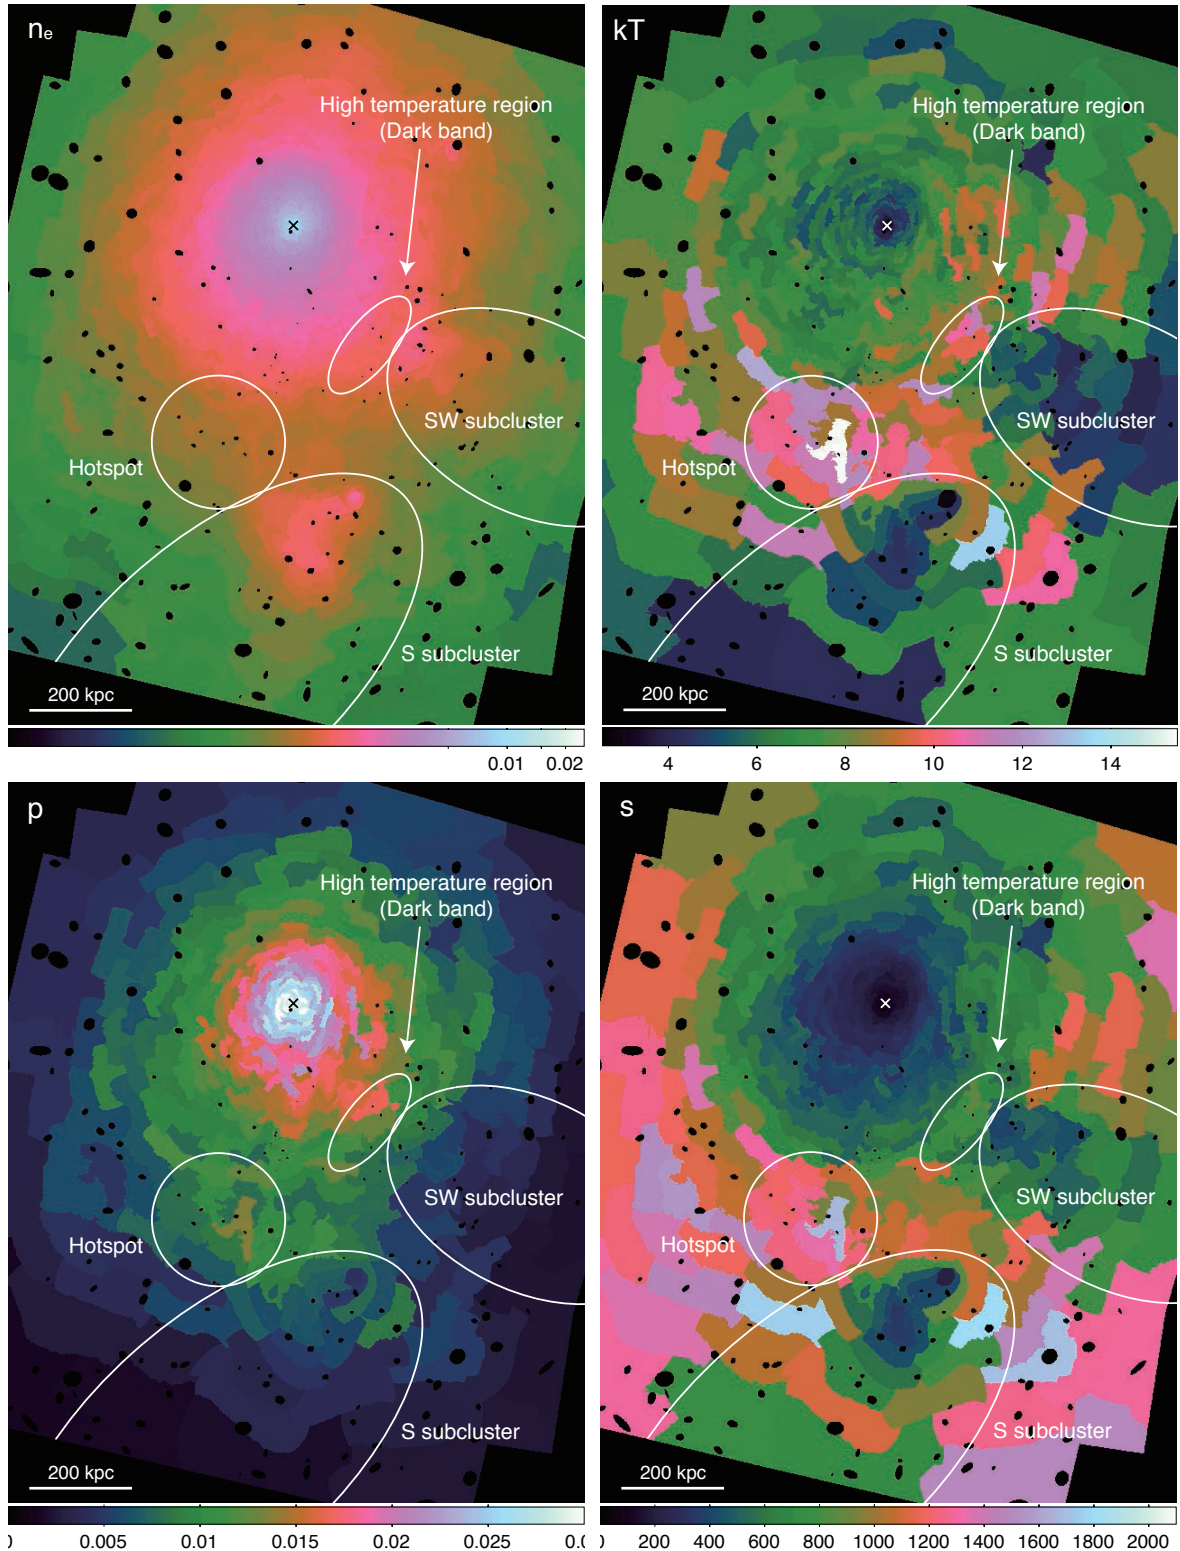 nₑ
High temperature region
(Dark band)
SW subcluster
Hotspot
S subcluster
200 kpc
0.01 0.02
kT
High temperature region
(Dark band)
SW subcluster
Hotspot
S subcluster
200 kpc
4 6 8 10 12 14
p
High temperature region
(Dark band)
SW subcluster
Hotspot
S subcluster
200 kpc
0.005 0.01 0.015 0.02 0.025
s
High temperature region
(Dark band)
SW subcluster
Hotspot
S subcluster
200 kpc
0 200 400 600 800 1000 1200 1400 1600 1800 2000